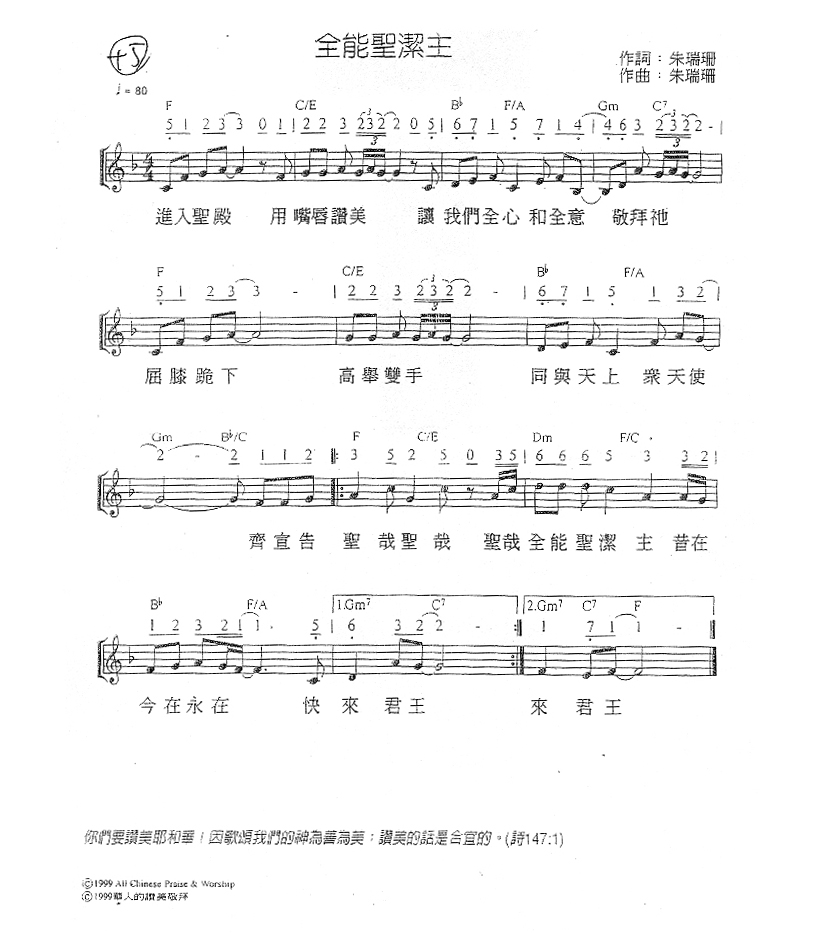 十五
全能聖潔主
作詞：朱瑞珊
作曲：朱瑞珊
♩= 80
F C/E B♭ F/A Gm C7
5 1 2 3 3 0 1 | 2 2 3 2 3 2 2 0 5 | 6 7 1 5 7 1 4 | 4 6 3 2 3 2 2 - |
進入聖殿 用嘴唇讚美 讓我們全心和全意 敬拜祂
F C/E B♭ F/A
5 1 2 3 3 - | 2 2 3 2 3 2 2 - | 6 7 1 5 1 3 2 |
屈膝跪下 高舉雙手 同與天上 衆天使
Gm B♭/C F C/E Dm F/C
2 - 2 1 1 2 |: 3 5 2 5 0 3 5 | 6 6 6 5 3 3 2 |
齊宣告 聖哉聖哉 聖哉全能聖潔主 昔在
B♭ F/A 1.Gm7 C7 2.Gm7 C7 F
1 2 3 2 1 1. 5 | 6 3 2 2 - :| 1 7 1 1 - |
今在永在 快來君王 來君王
你們要讚美耶和華！因歌頌我們的神為善為美；讚美的話是合宜的。(詩147:1)
©1999 All Chinese Praise & Worship
©1999華人的讚美敬拜